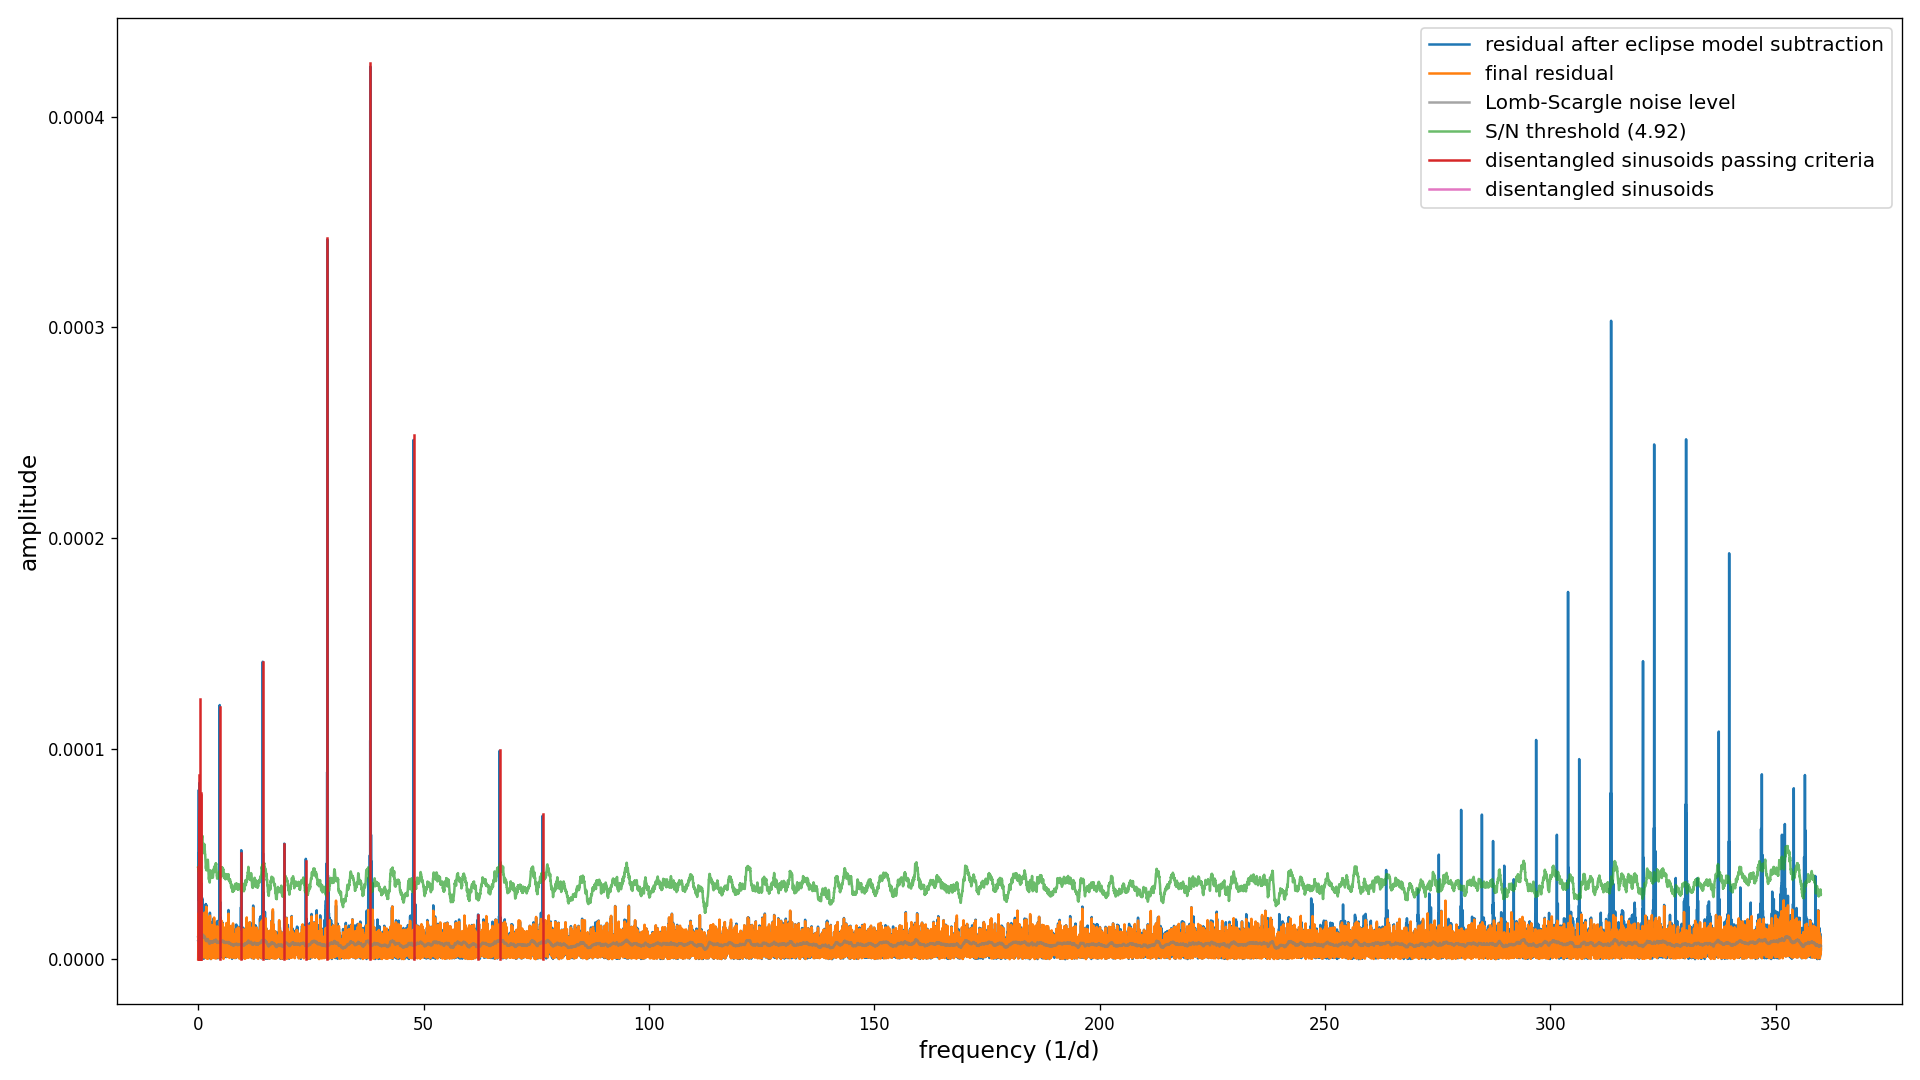 residual after eclipse model subtraction
final residual
Lomb-Scargle noise level
S/N threshold (4.92)
disentangled sinusoids passing criteria
disentangled sinusoids
0.0004
0.0003
0.0002
0.0001
0.0000
amplitude
0 50 100 150 200 250 300 350
frequency (1/d)